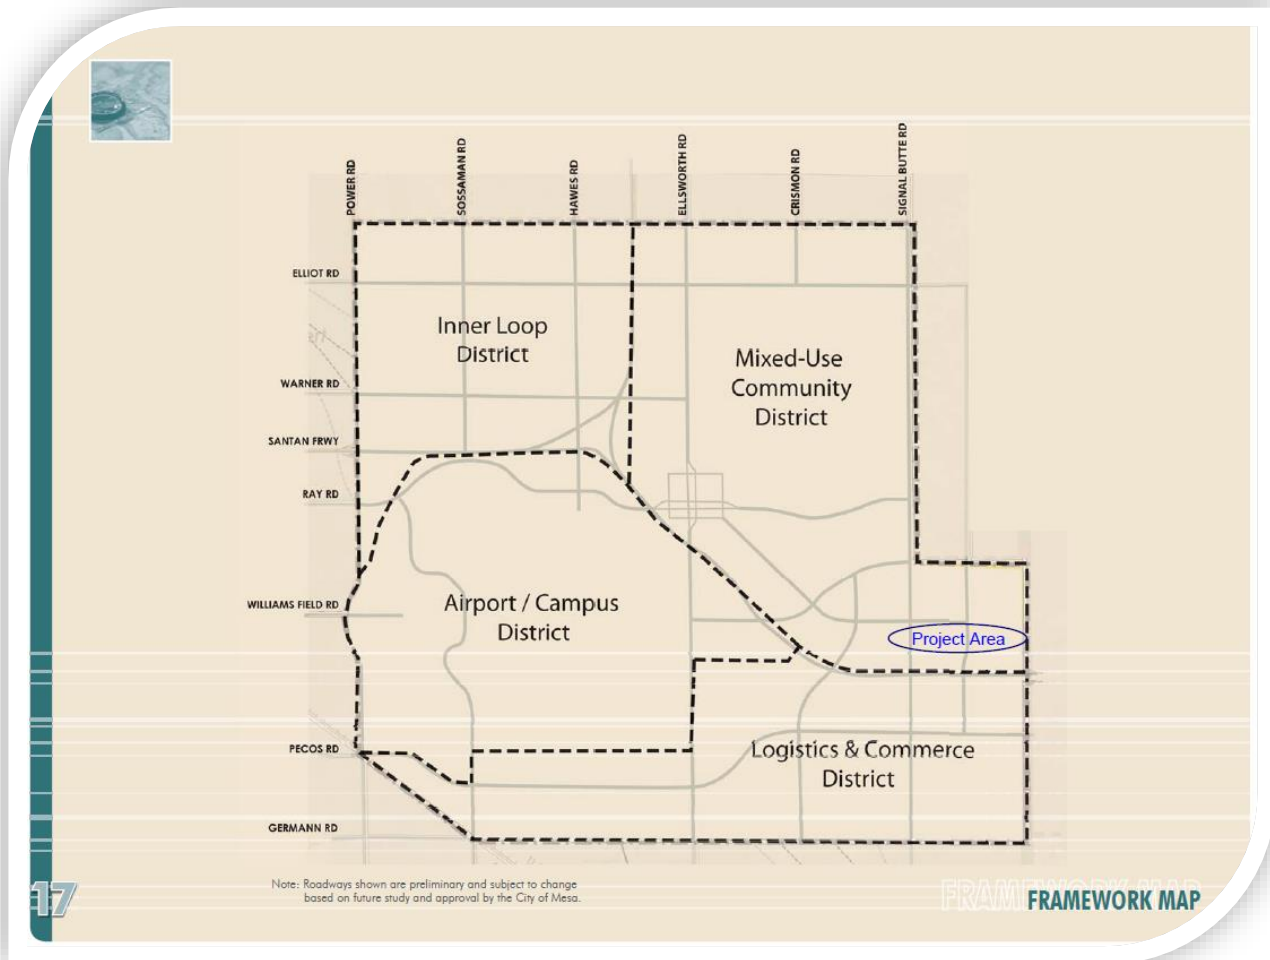 POWER RD
SOSSAMAN RD
HAWES RD
ELLSWORTH RD
CRISMON RD
SIGNAL BUTTE RD
ELLIOT RD
Inner Loop
District
Mixed-Use
Community
District
WARNER RD
SANTAN FRWY
RAY RD
WILLIAMS FIELD RD
Airport / Campus
District
Project Area
PECOS RD
Logistics & Commerce
District
GERMANN RD
Note: Roadways shown are preliminary and subject to change
based on future study and approval by the City of Mesa.
17
FRAMEWORK MAP
FRAMEWORK MAP